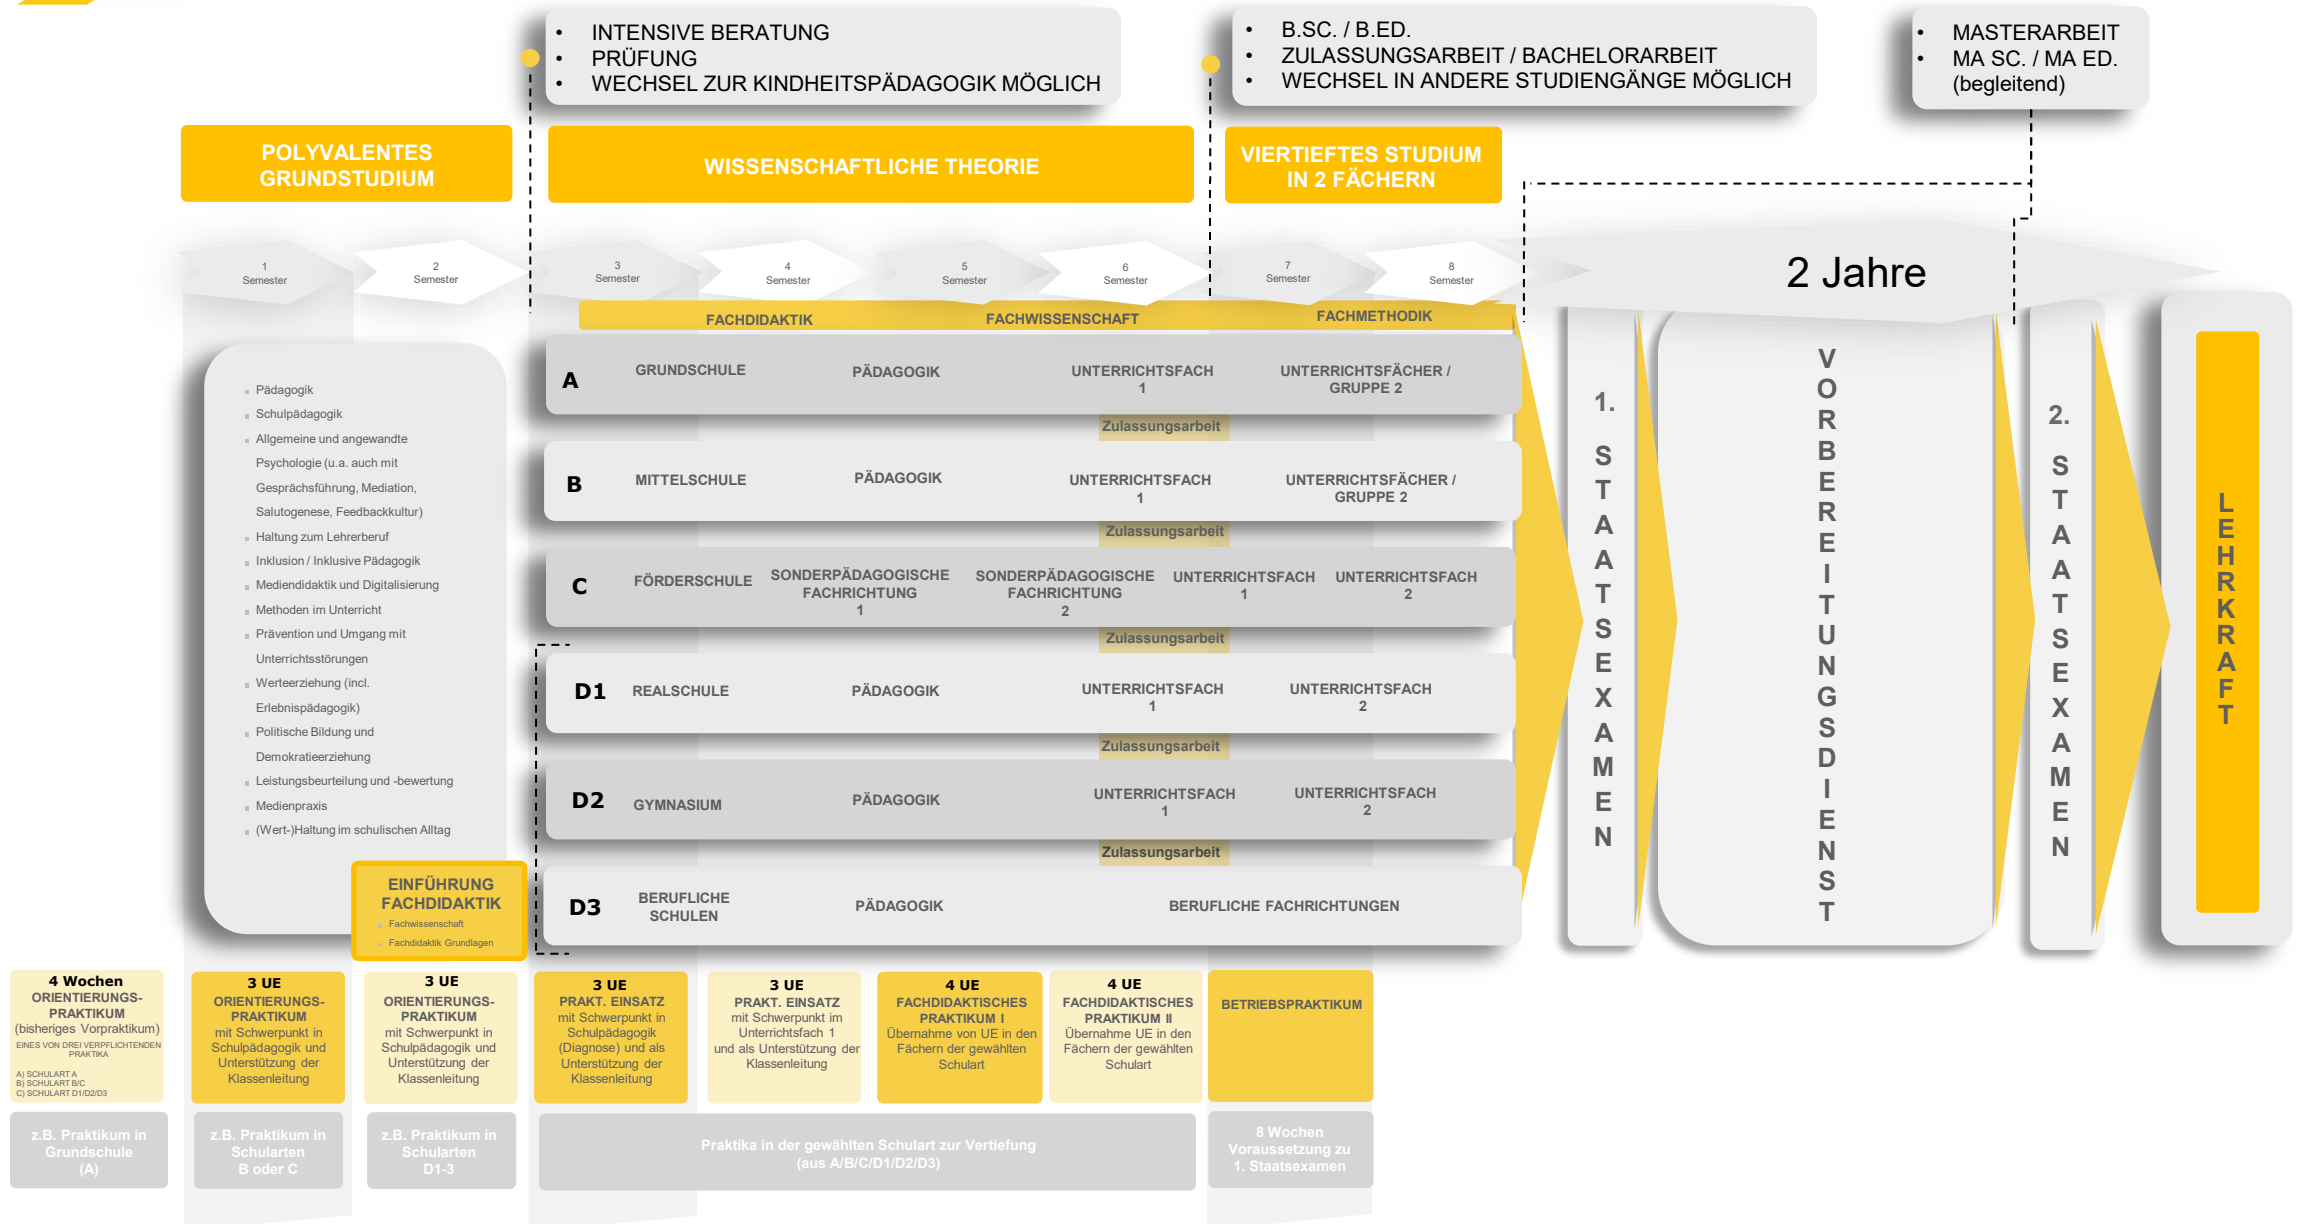 • INTENSIVE BERATUNG
• PRÜFUNG
• WECHSEL ZUR KINDHEITSPÄDAGOGIK MÖGLICH
• B.SC. / B.ED.
• ZULASSUNGSARBEIT / BACHELORARBEIT
• WECHSEL IN ANDERE STUDIENGÄNGE MÖGLICH
• MASTERARBEIT
• MA SC. / MA ED.
(begleitend)
POLYVALENTES
GRUNDSTUDIUM
WISSENSCHAFTLICHE THEORIE
VIERTIEFTES STUDIUM
IN 2 FÄCHERN
1
Semester
2
Semester
3
Semester
4
Semester
5
Semester
6
Semester
7
Semester
8
Semester
2 Jahre
FACHDIDAKTIK
FACHWISSENSCHAFT
FACHMETHODIK
Pädagogik
Schulpädagogik
Allgemeine und angewandte
Psychologie (u.a. auch mit
Gesprächsführung, Mediation,
Salutogenese, Feedbackkultur)
Haltung zum Lehrerberuf
Inklusion / Inklusive Pädagogik
Mediendidaktik und Digitalisierung
Methoden im Unterricht
Prävention und Umgang mit
Unterrichtsstörungen
Werteerziehung (incl.
Erlebnispädagogik)
Politische Bildung und
Demokratieerziehung
Leistungsbeurteilung und -bewertung
Medienpraxis
(Wert-)Haltung im schulischen Alltag
EINFÜHRUNG
FACHDIDAKTIK
Fachwissenschaft
Fachdidaktik Grundlagen
A
GRUNDSCHULE
PÄDAGOGIK
UNTERRICHTSFACH
1
UNTERRICHTSFÄCHER /
GRUPPE 2
Zulassungsarbeit
B
MITTELSCHULE
PÄDAGOGIK
UNTERRICHTSFACH
1
UNTERRICHTSFÄCHER /
GRUPPE 2
Zulassungsarbeit
C
FÖRDERSCHULE
SONDERPÄDAGOGISCHE
FACHRICHTUNG
1
SONDERPÄDAGOGISCHE
FACHRICHTUNG
2
UNTERRICHTSFACH
1
UNTERRICHTSFACH
2
Zulassungsarbeit
D1
REALSCHULE
PÄDAGOGIK
UNTERRICHTSFACH
1
UNTERRICHTSFACH
2
Zulassungsarbeit
D2
GYMNASIUM
PÄDAGOGIK
UNTERRICHTSFACH
1
UNTERRICHTSFACH
2
Zulassungsarbeit
D3
BERUFLICHE
SCHULEN
PÄDAGOGIK
BERUFLICHE FACHRICHTUNGEN
1. STAATSEXAMEN
VORBEREITUNGSDIENST
2. STAATSEXAMEN
LEHRKRAFT
4 Wochen
ORIENTIERUNGS-
PRAKTIKUM
(bisheriges Vorpraktikum)
EINES VON DREI VERPFLICHTENDEN
PRAKTIKA
A) SCHULART A
B) SCHULART B/C
C) SCHULART D1/D2/D3
3 UE
ORIENTIERUNGS-
PRAKTIKUM
mit Schwerpunkt in
Schulpädagogik und
Unterstützung der
Klassenleitung
3 UE
ORIENTIERUNGS-
PRAKTIKUM
mit Schwerpunkt in
Schulpädagogik und
Unterstützung der
Klassenleitung
3 UE
PRAKT. EINSATZ
mit Schwerpunkt in
Schulpädagogik
(Diagnose) und als
Unterstützung der
Klassenleitung
3 UE
PRAKT. EINSATZ
mit Schwerpunkt im
Unterrichtsfach 1
und als Unterstützung der
Klassenleitung
4 UE
FACHDIDAKTISCHES
PRAKTIKUM I
Übernahme von UE in den
Fächern der gewählten
Schulart
4 UE
FACHDIDAKTISCHES
PRAKTIKUM II
Übernahme UE in den
Fächern der gewählten
Schulart
BETRIEBSPRAKTIKUM
z.B. Praktikum in
Grundschule
(A)
z.B. Praktikum in
Schularten
B oder C
z.B. Praktikum in
Schularten
D1-3
Praktika in der gewählten Schulart zur Vertiefung
(aus A/B/C/D1/D2/D3)
8 Wochen
Voraussetzung zu
1. Staatsexamen